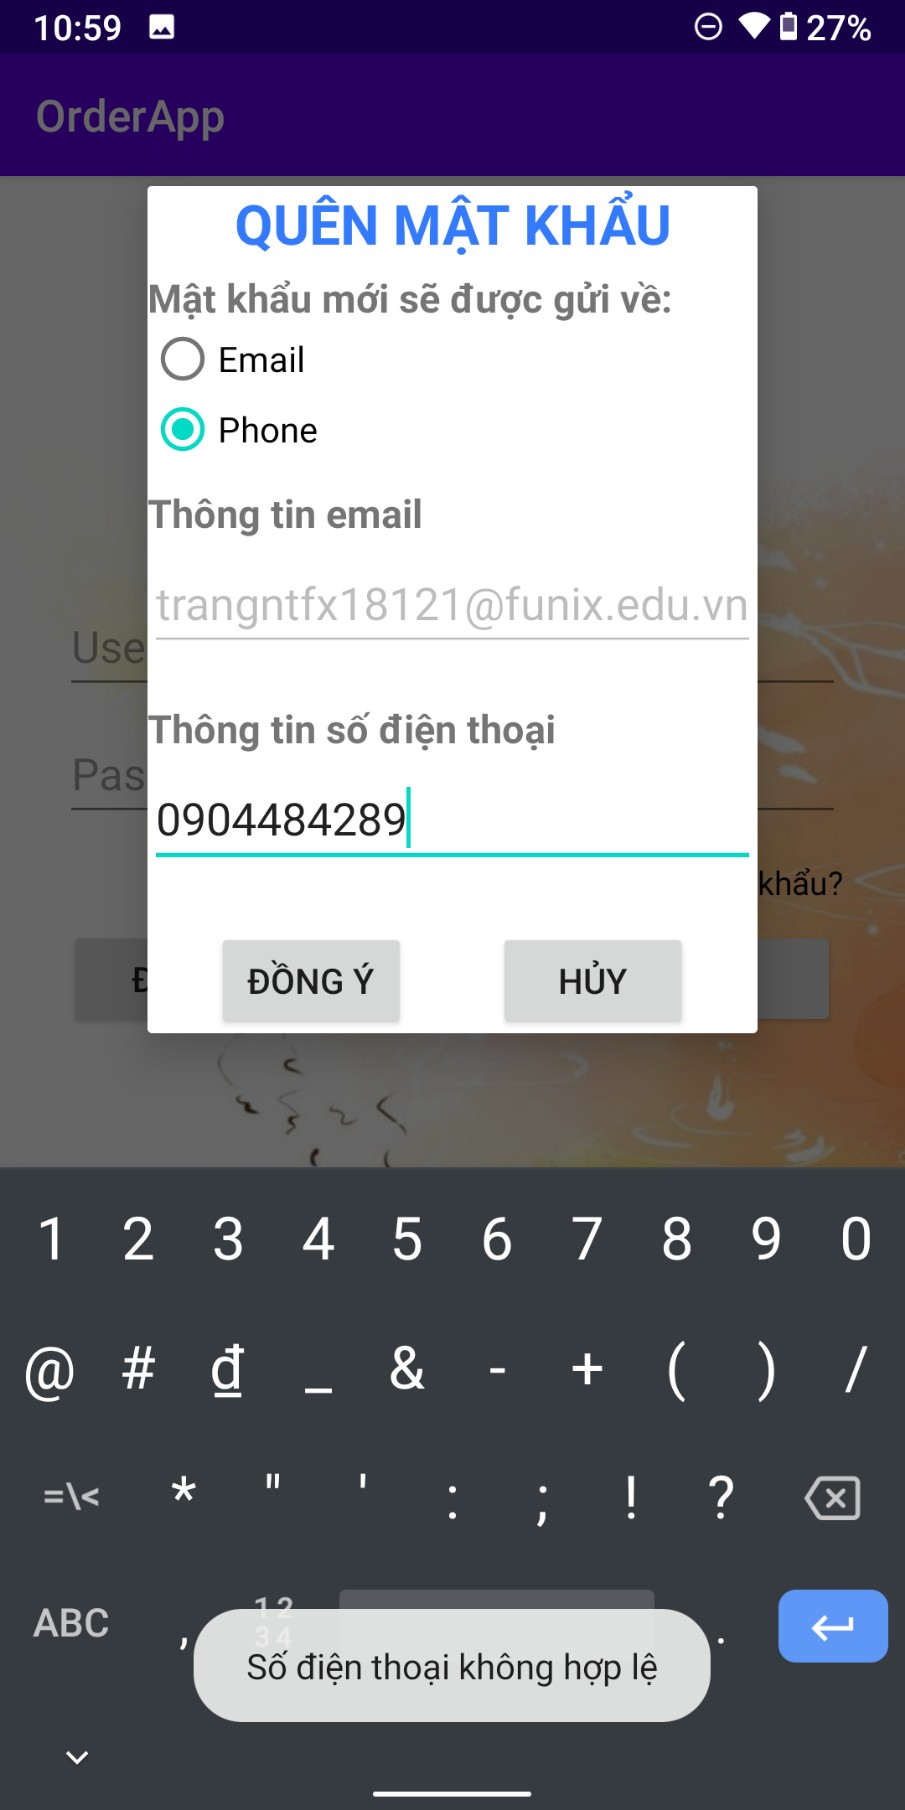 10:59 27%
OrderApp
QUÊN MẬT KHẨU
Mật khẩu mới sẽ được gửi về:
Email
Phone
Thông tin email
trangntfx18121@funix.edu.vn
Use
Thông tin số điện thoại
Pas
0904484289
khẩu?
Đ
ĐỒNG Ý HỦY
1 2 3 4 5 6 7 8 9 0
@ # ₫ _ & - + ( ) /
=\< * " ' : ; ! ?
ABC , 12 .
34
Số điện thoại không hợp lệ